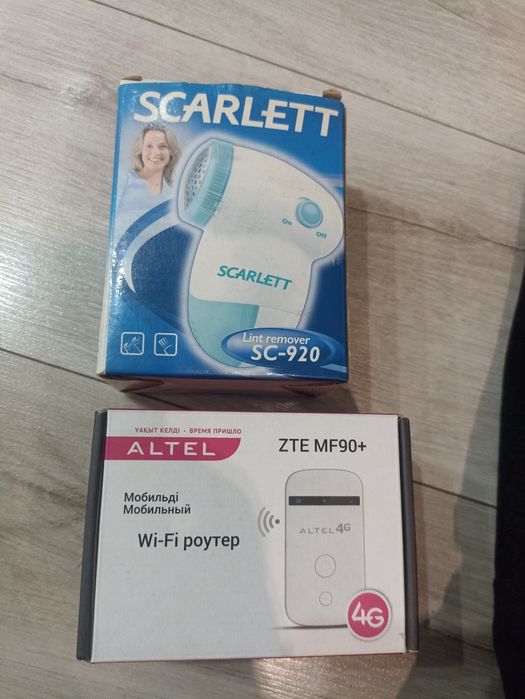 SCARLETT
On
Off
SCARLETT
Lint remover
SC-920
УАҚЫТ КЕЛДІ • ВРЕМЯ ПРИШЛО
ALTEL
ZTE MF90+
Мобильді
Мобильный
Wi-Fi роутер
ALTEL 4G
4G